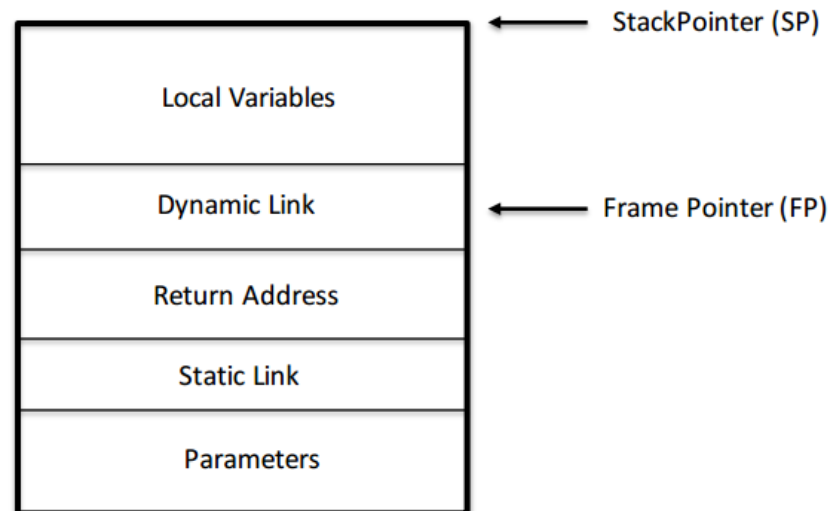 StackPointer (SP)
Local Variables
Dynamic Link
Frame Pointer (FP)
Return Address
Static Link
Parameters